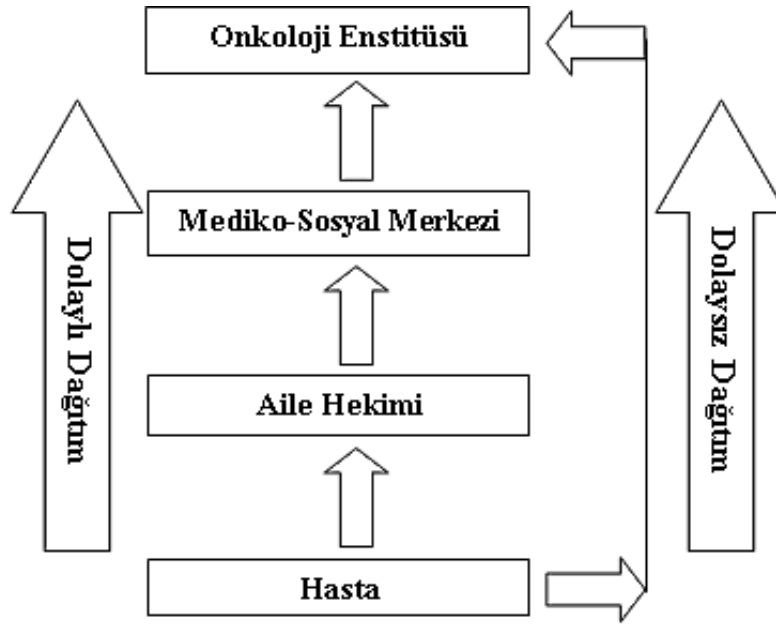 Onkoloji Enstitüsü
Mediko-Sosyal Merkezi
Aile Hekimi
Hasta
Dolaylı Dağıtım
Dolaysız Dağıtım